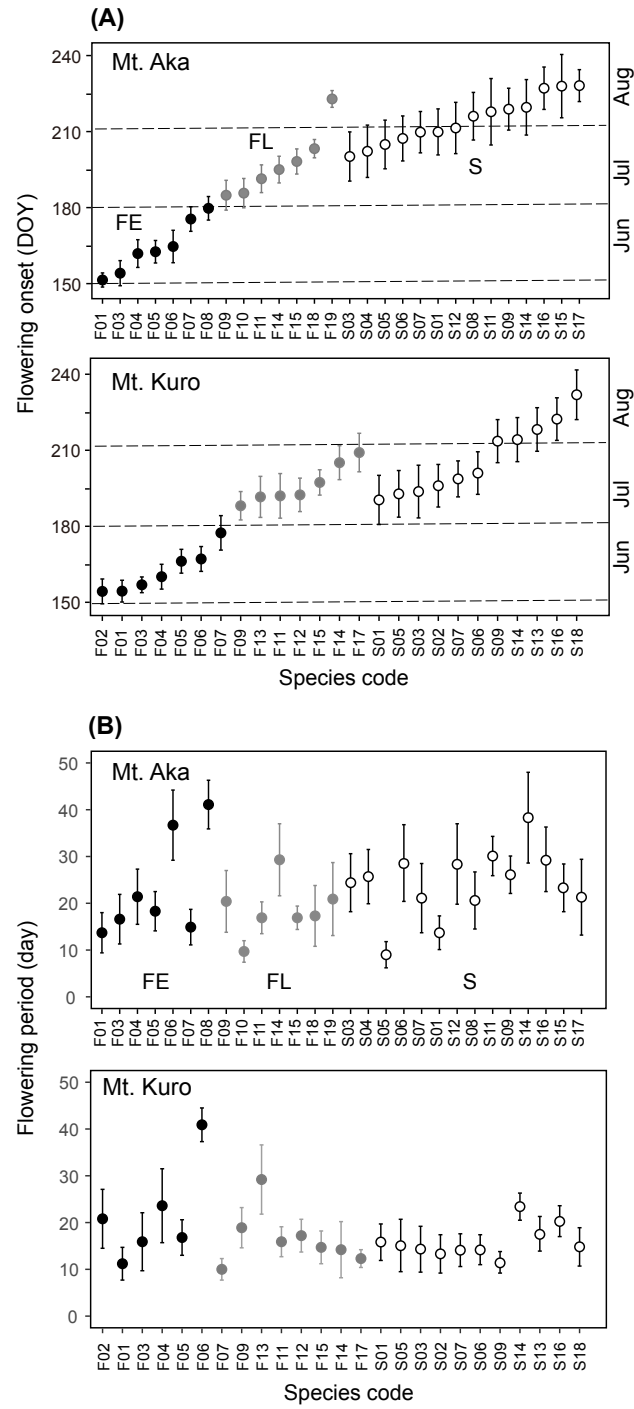 (A)
Mt. Aka
FE
FL
S
240
210
180
150
Aug
Jul
Jun
F01 F03 F04 F05 F06 F07 F08 F09 F10 F11 F14 F15 F18 F19 S03 S04 S05 S06 S07 S01 S12 S08 S11 S09 S14 S16 S15 S17
Flowering onset (DOY)
Mt. Kuro
240
210
180
150
Aug
Jul
Jun
F02 F01 F03 F04 F05 F06 F07 F09 F13 F11 F12 F15 F14 F17 S01 S05 S03 S02 S07 S06 S09 S14 S13 S16 S18
Species code
(B)
Mt. Aka
50
40
30
20
10
0
FE
FL
S
F01 F03 F04 F05 F06 F07 F08 F09 F10 F11 F14 F15 F18 F19 S03 S04 S05 S06 S07 S01 S12 S08 S11 S09 S14 S16 S15 S17
Flowering period (day)
Mt. Kuro
50
40
30
20
10
0
F02 F01 F03 F04 F05 F06 F07 F09 F13 F11 F12 F15 F14 F17 S01 S05 S03 S02 S07 S06 S09 S14 S13 S16 S18
Species code